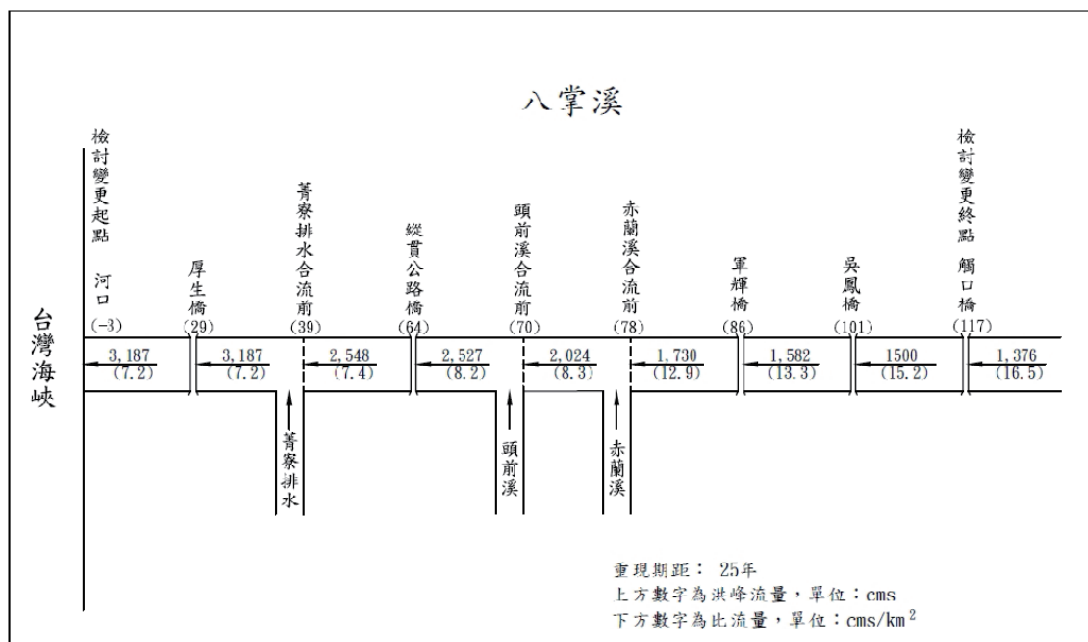 八掌溪
檢討變更起點 河口
(-3)
厚生橋
(29)
菁寮排水合流前
(39)
縱貫公路橋
(64)
頭前溪合流前
(70)
赤蘭溪合流前
(78)
軍輝橋
(86)
吳鳳橋
(101)
檢討變更終點 觸口橋
(117)
台灣海峽
3,187
(7.2)
3,187
(7.2)
2,548
(7.4)
2,527
(8.2)
2,024
(8.3)
1.730
(12.9)
1,582
(13.3)
1500
(15.2)
1,376
(16.5)
菁寮排水
頭前溪
赤蘭溪
重現期距： 25年
上方數字為洪峰流量，單位：cms
下方數字為比流量，單位：cms/km²